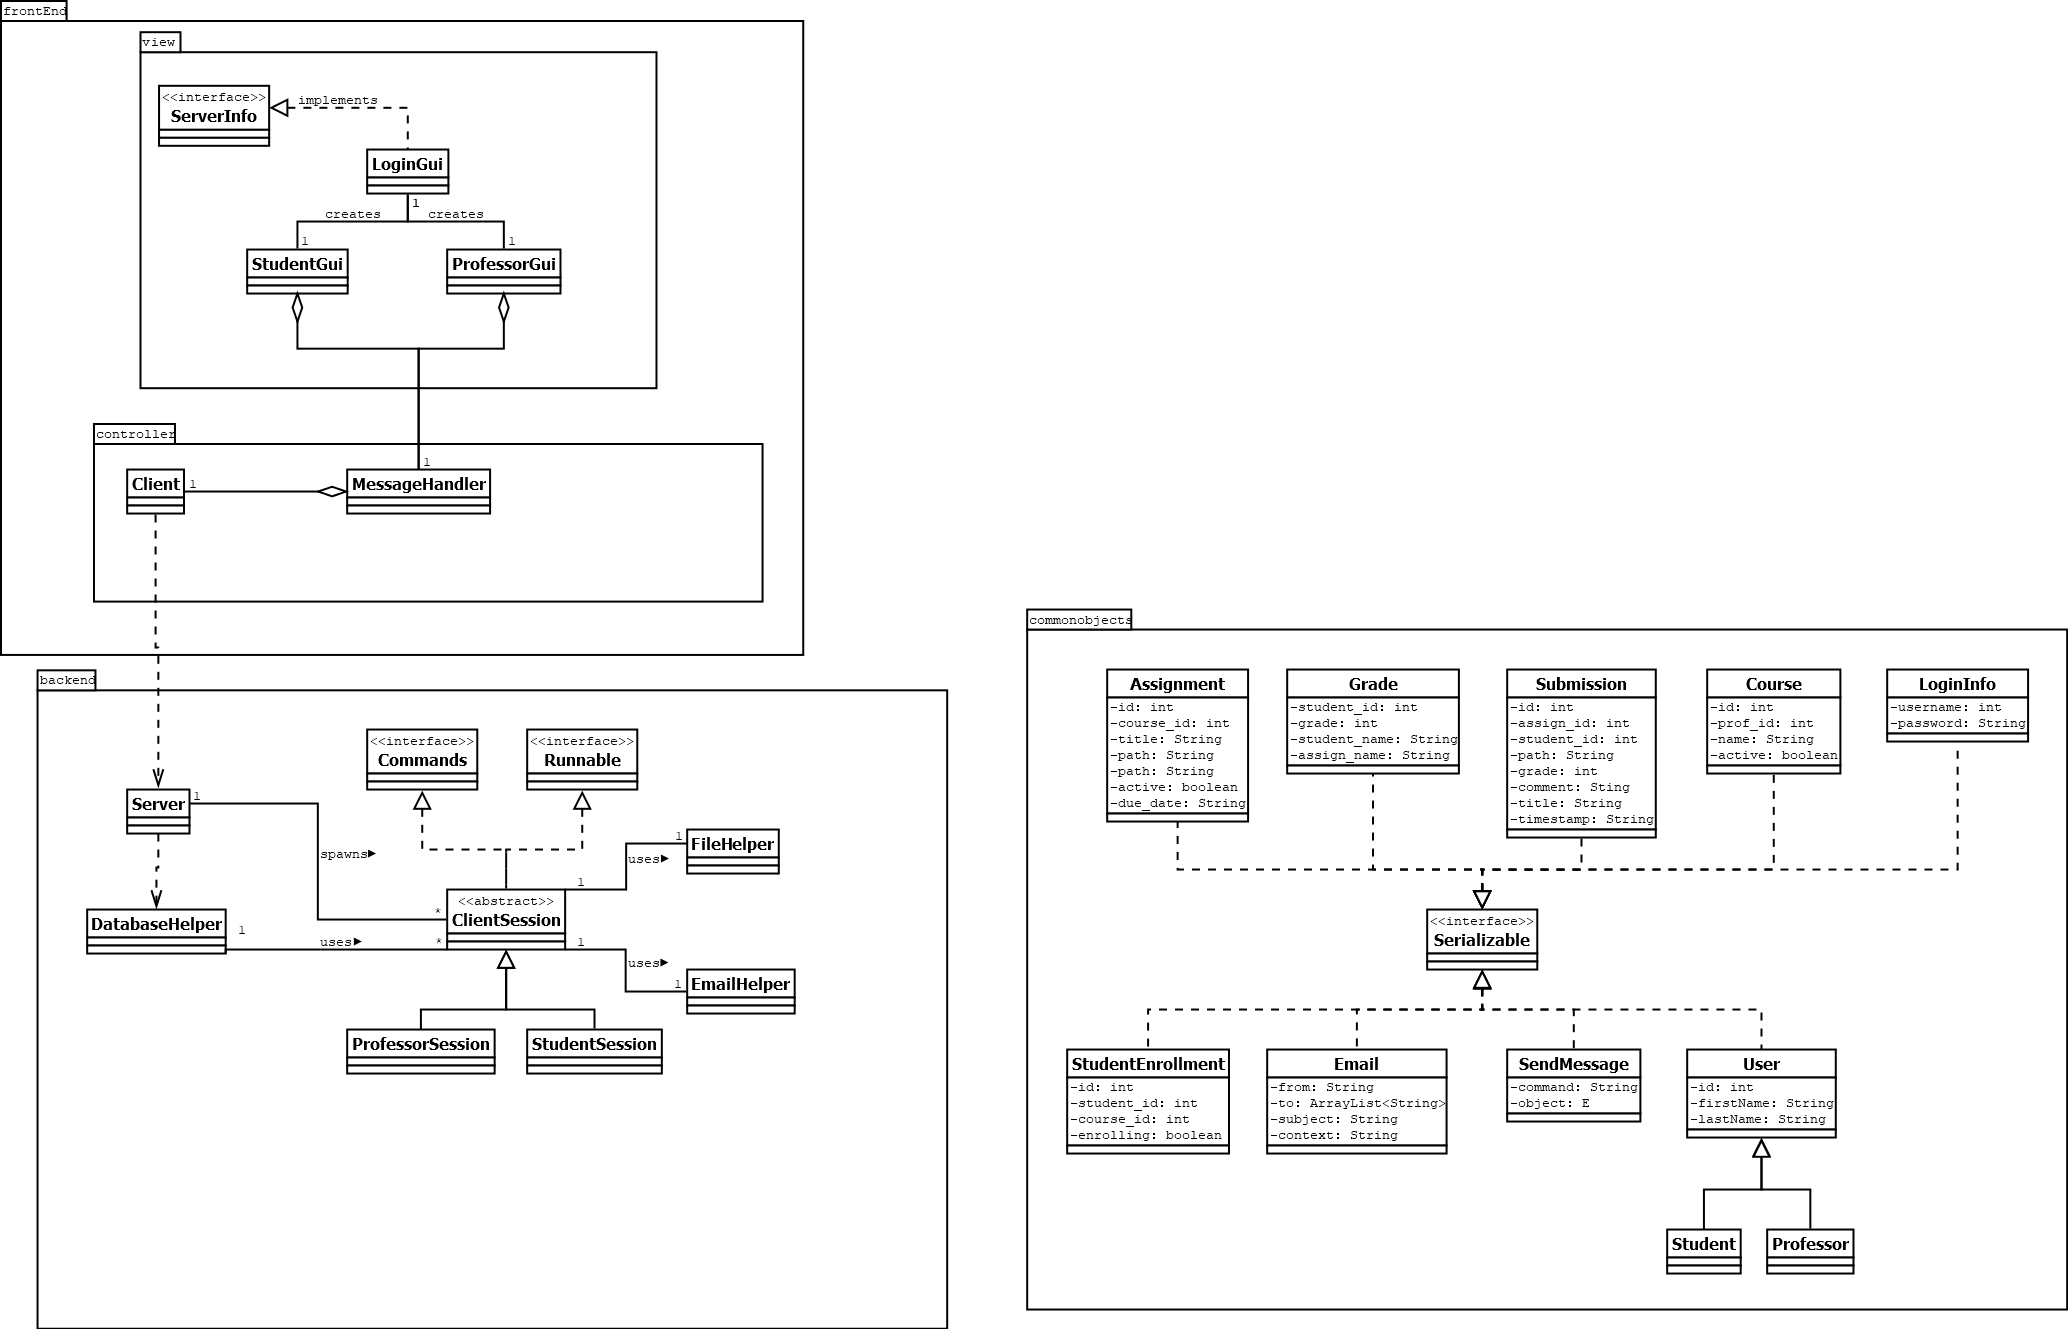 frontEnd
view
<<interface>>
ServerInfo
implements
LoginGui
1
creates
creates
1
1
StudentGui
ProfessorGui
controller
1
Client
1
MessageHandler
backend
<<interface>>
Commands
<<interface>>
Runnable
Server
1
spawns►
1
FileHelper
uses►
1
*
<<abstract>>
ClientSession
DatabaseHelper
1
uses►
*
1
uses►
1
EmailHelper
ProfessorSession
StudentSession
commonobjects
Assignment
-id: int
-course_id: int
-title: String
-path: String
-path: String
-active: boolean
-due_date: String
Grade
-student_id: int
-grade: int
-student_name: String
-assign_name: String
Submission
-id: int
-assign_id: int
-student_id: int
-path: String
-grade: int
-comment: Sting
-title: String
-timestamp: String
Course
-id: int
-prof_id: int
-name: String
-active: boolean
LoginInfo
-username: int
-password: String
<<interface>>
Serializable
StudentEnrollment
-id: int
-student_id: int
-course_id: int
-enrolling: boolean
Email
-from: String
-to: ArrayList<String>
-subject: String
-context: String
SendMessage
-command: String
-object: E
User
-id: int
-firstName: String
-lastName: String
Student
Professor